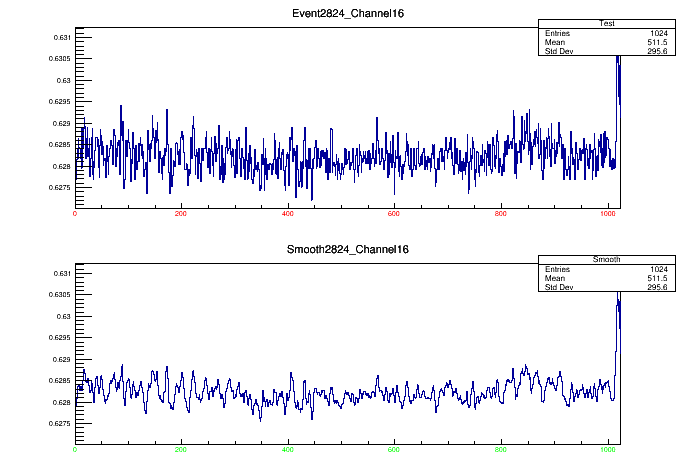 Event2824_Channel16
Test
Entries 1024
Mean 511.5
Std Dev 295.6
0.631
0.6305
0.63
0.6295
0.629
0.6285
0.628
0.6275
0 200 400 600 800 1000
Smooth2824_Channel16
Smooth
Entries 1024
Mean 511.5
Std Dev 295.6
0.631
0.6305
0.63
0.6295
0.629
0.6285
0.628
0.6275
0 200 400 600 800 1000